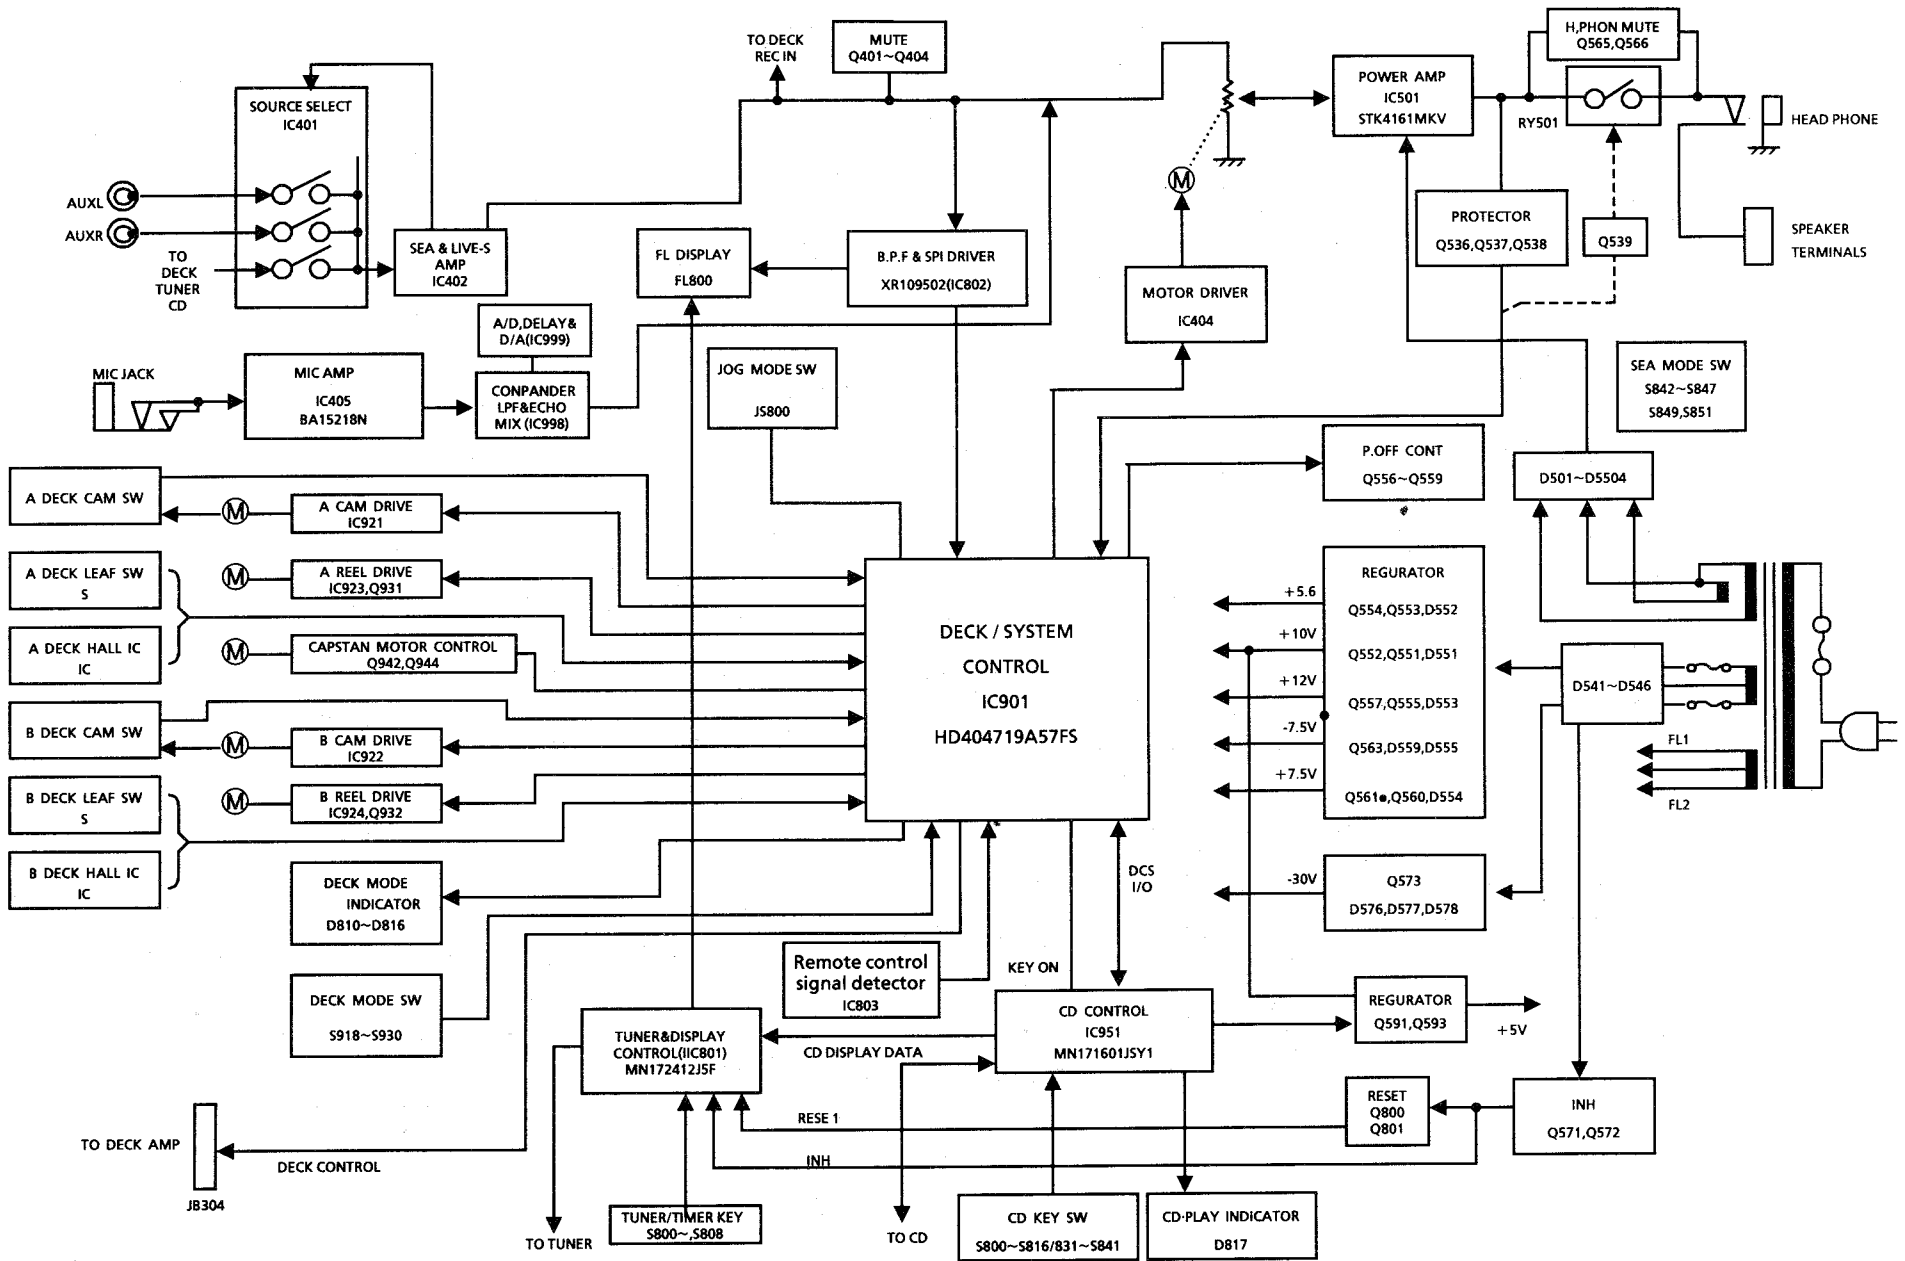 TO DECK
REC IN
MUTE
Q401~Q404
H,PHON MUTE
Q565,Q566
POWER AMP
IC501
STK4161MKV
RY501
HEAD PHONE
SOURCE SELECT
IC401
AUXL
AUXR
TO
DECK
TUNER
CD
SEA & LIVE-S
AMP
IC402
FL DISPLAY
FL800
B.P.F & SPI DRIVER
XR109502(IC802)
M
MOTOR DRIVER
IC404
PROTECTOR
Q536,Q537,Q538
Q539
SPEAKER
TERMINALS
A/D,DELAY&
D/A(IC999)
MIC JACK
MIC AMP
IC405
BA15218N
CONPANDER
LPF&ECHO
MIX (IC998)
JOG MODE SW
JS800
SEA MODE SW
S842~S847
S849,S851
P.OFF CONT
Q556~Q559
D501~D5504
A DECK CAM SW
M
A CAM DRIVE
IC921
A DECK LEAF SW
S
M
A REEL DRIVE
IC923,Q931
A DECK HALL IC
IC
M
CAPSTAN MOTOR CONTROL
Q942,Q944
B DECK CAM SW
M
B CAM DRIVE
IC922
B DECK LEAF SW
S
M
B REEL DRIVE
IC924,Q932
B DECK HALL IC
IC
DECK / SYSTEM
CONTROL
IC901
HD404719A57FS
+5.6
+10V
+12V
-7.5V
+7.5V
REGURATOR
Q554,Q553,D552
Q552,Q551,D551
Q557,Q555,D553
Q563,D559,D555
Q561●,Q560,D554
D541~D546
FL1
FL2
DECK MODE
INDICATOR
D810~D816
DCS
I/O
-30V
Q573
D576,D577,D578
DECK MODE SW
S918~S930
Remote control
signal detector
IC803
KEY ON
CD CONTROL
IC951
MN171601JSY1
REGURATOR
Q591,Q593
+5V
TUNER&DISPLAY
CONTROL(IIC801)
MN172412J5F
CD DISPLAY DATA
RESE 1
RESET
Q800
Q801
INH
Q571,Q572
TO DECK AMP
DECK CONTROL
JB304
INH
TUNER/TIMER KEY
S800~,S808
TO TUNER
TO CD
CD KEY SW
S800~S816/831~S841
CD·PLAY INDICATOR
D817